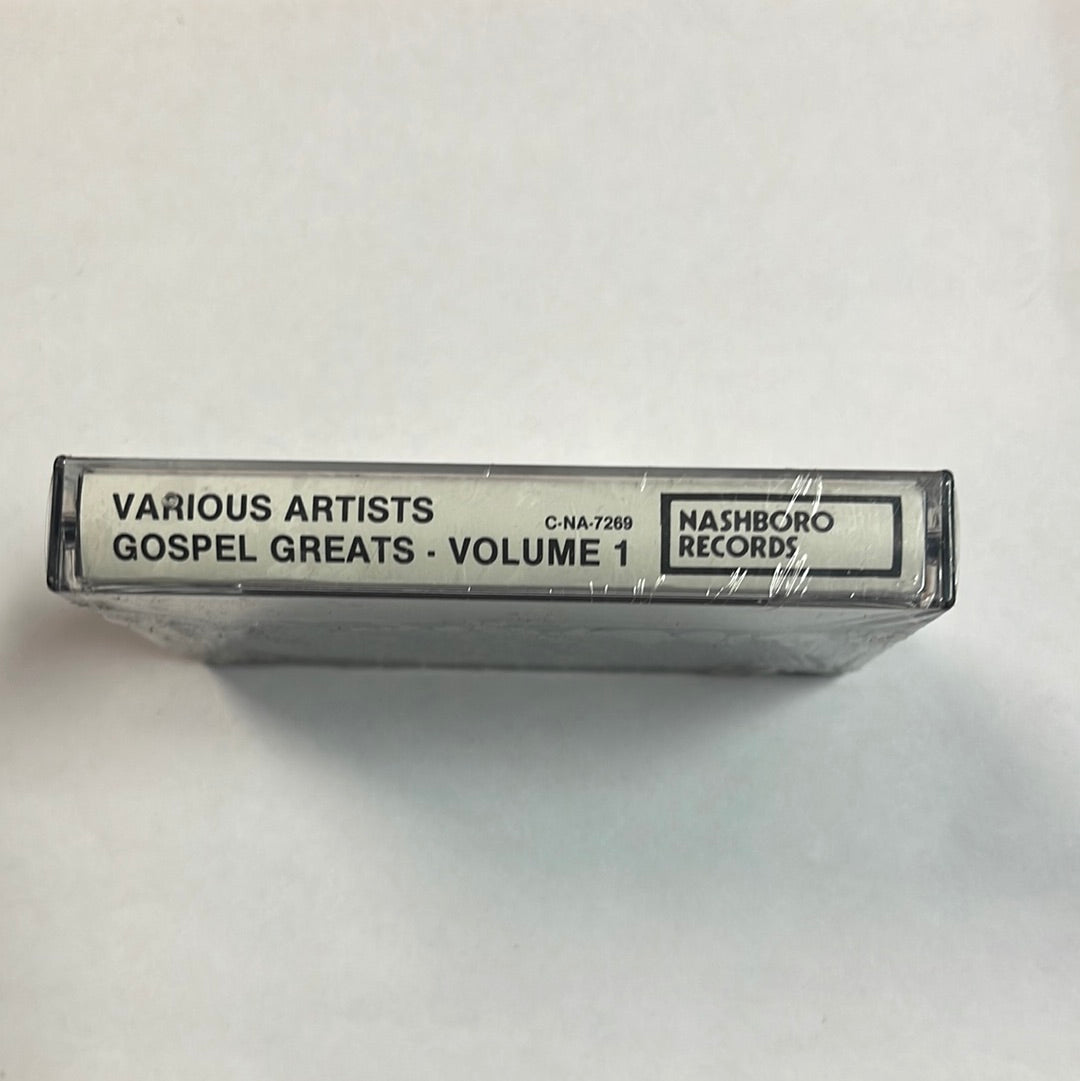 VARIOUS ARTISTS
C-NA-7269
GOSPEL GREATS - VOLUME 1
NASHBORO
RECORDS